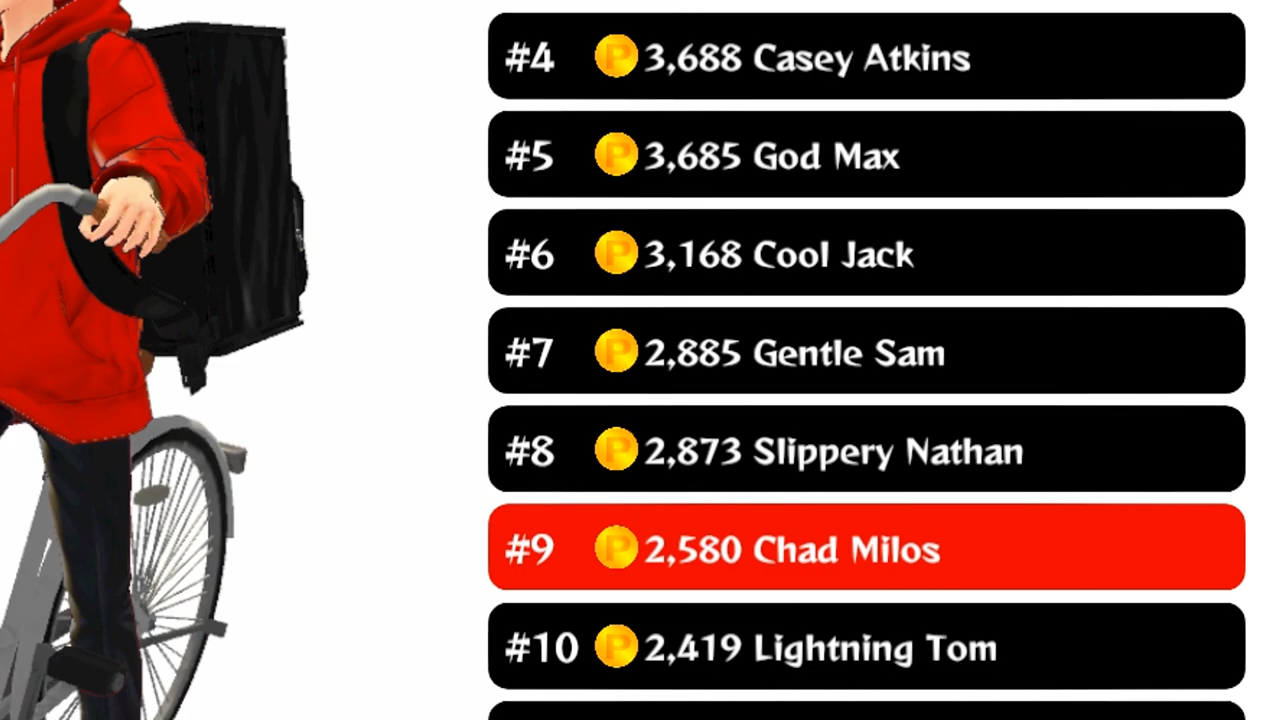 #4 P 3,688 Casey Atkins
#5 P 3,685 God Max
#6 P 3,168 Cool Jack
#7 P 2,885 Gentle Sam
#8 P 2,873 Slippery Nathan
#9 P 2,580 Chad Milos
#10 P 2,419 Lightning Tom